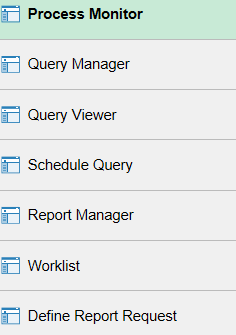 Process Monitor
Query Manager
Query Viewer
Schedule Query
Report Manager
Worklist
Define Report Request